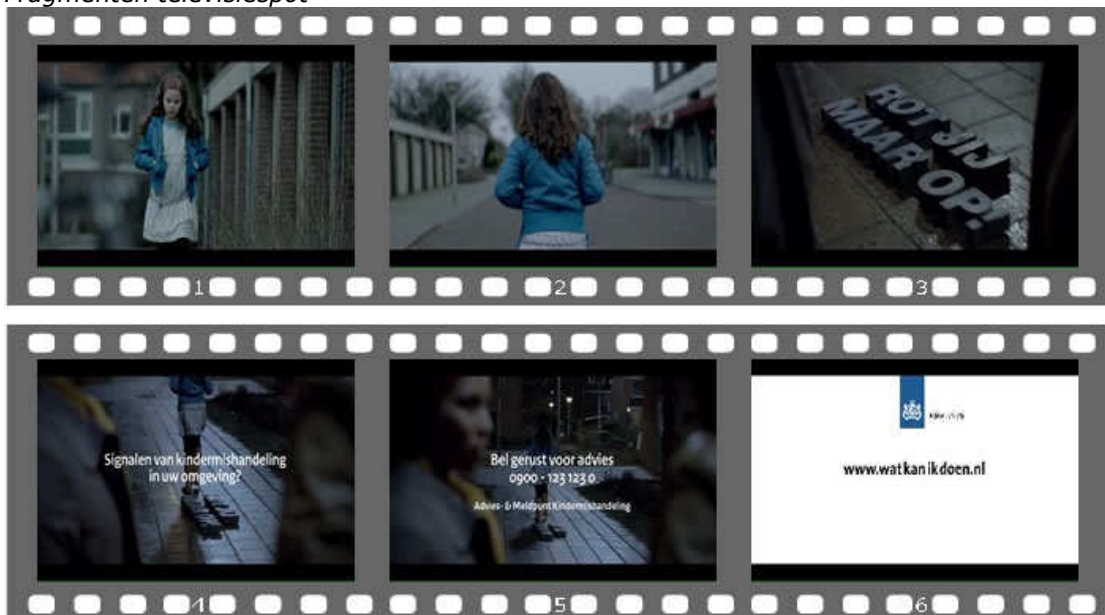 Fragmenten televisiespot
1
2
ROT JIJ
MAAR OP!
3
Signalen van kindermishandeling
in uw omgeving?
4
Bel gerust voor advies
0900 - 123 123 0
Advies- & Meldpunt Kindermishandeling
5
www.watkanikdoen.nl
6